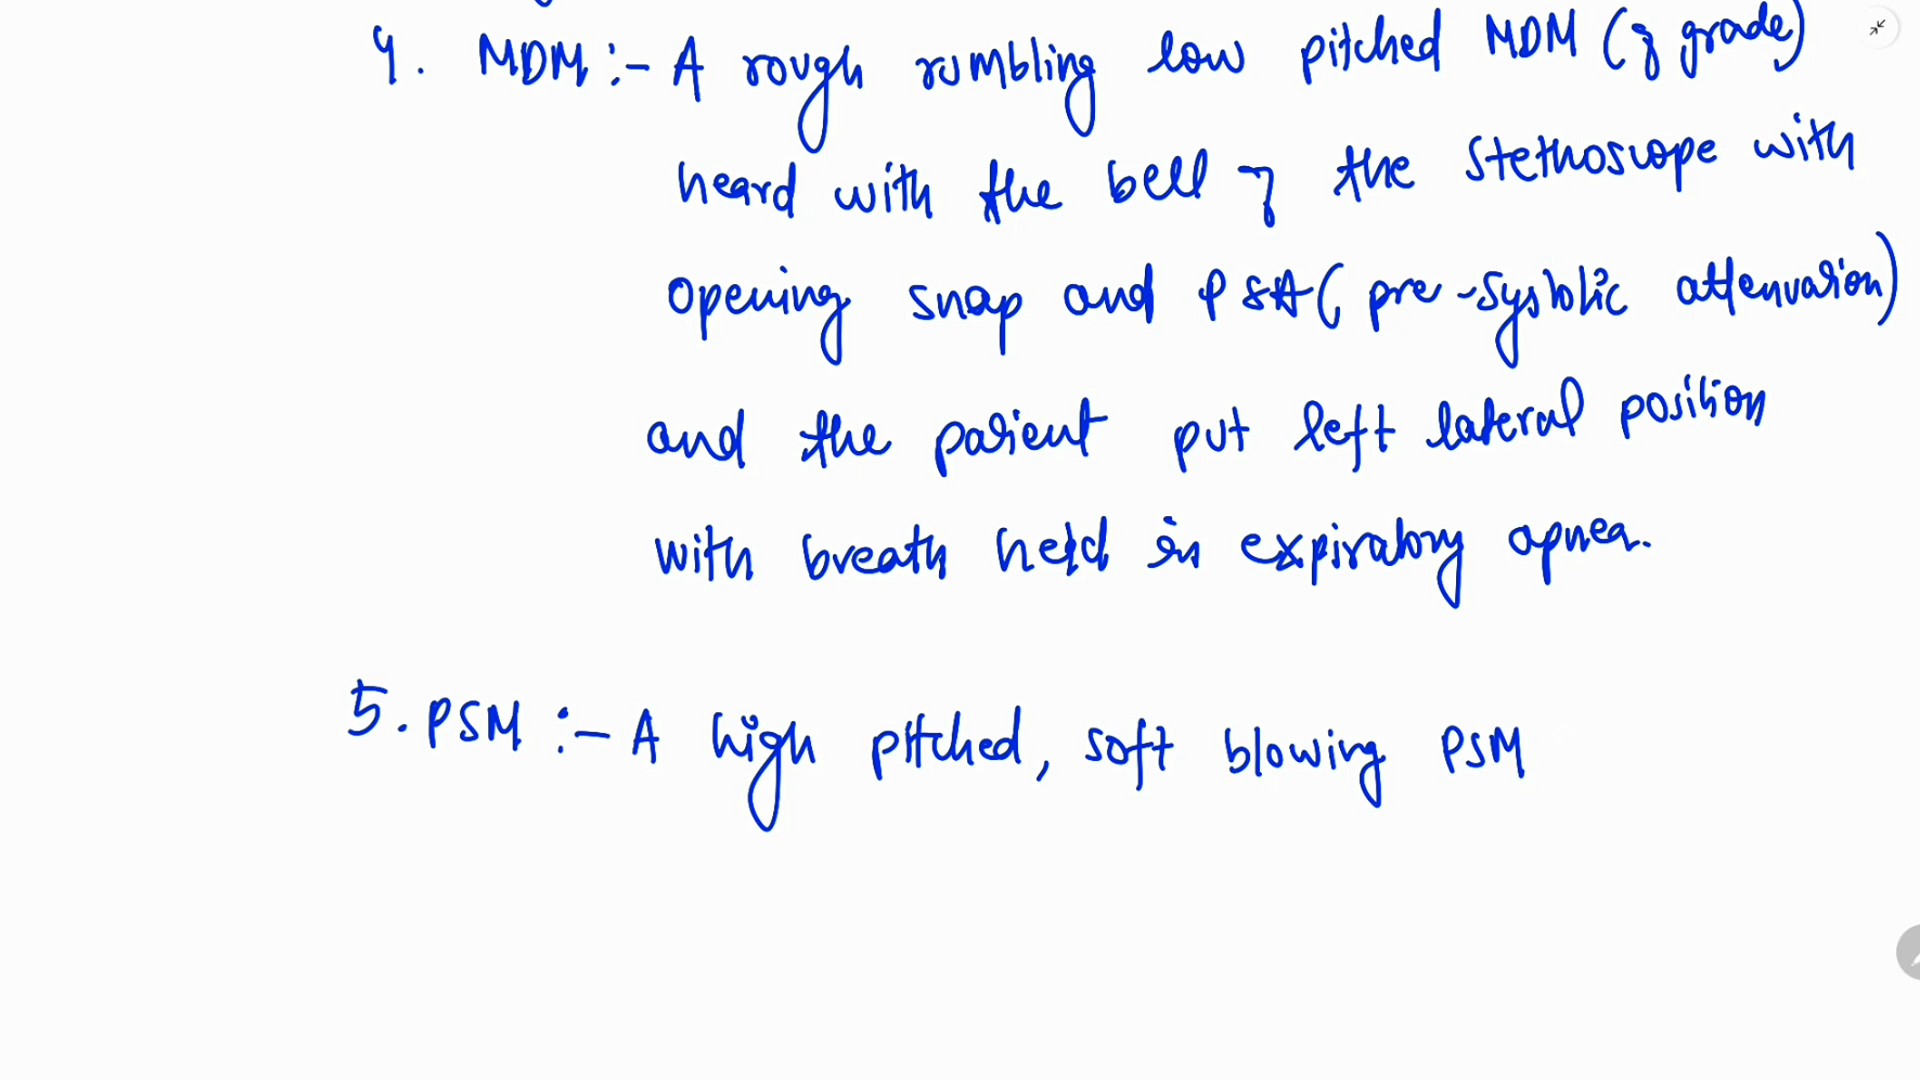 4. MDM :- A rough rumbling low pitched MDM (of grade)
heard with the bell of the stethoscope with
opening snap and PSA ( pre-systolic attenuation)
and the patient put left lateral position
with breath held in expiratory apnea.
5. PSM :- A high pitched, soft blowing PSM